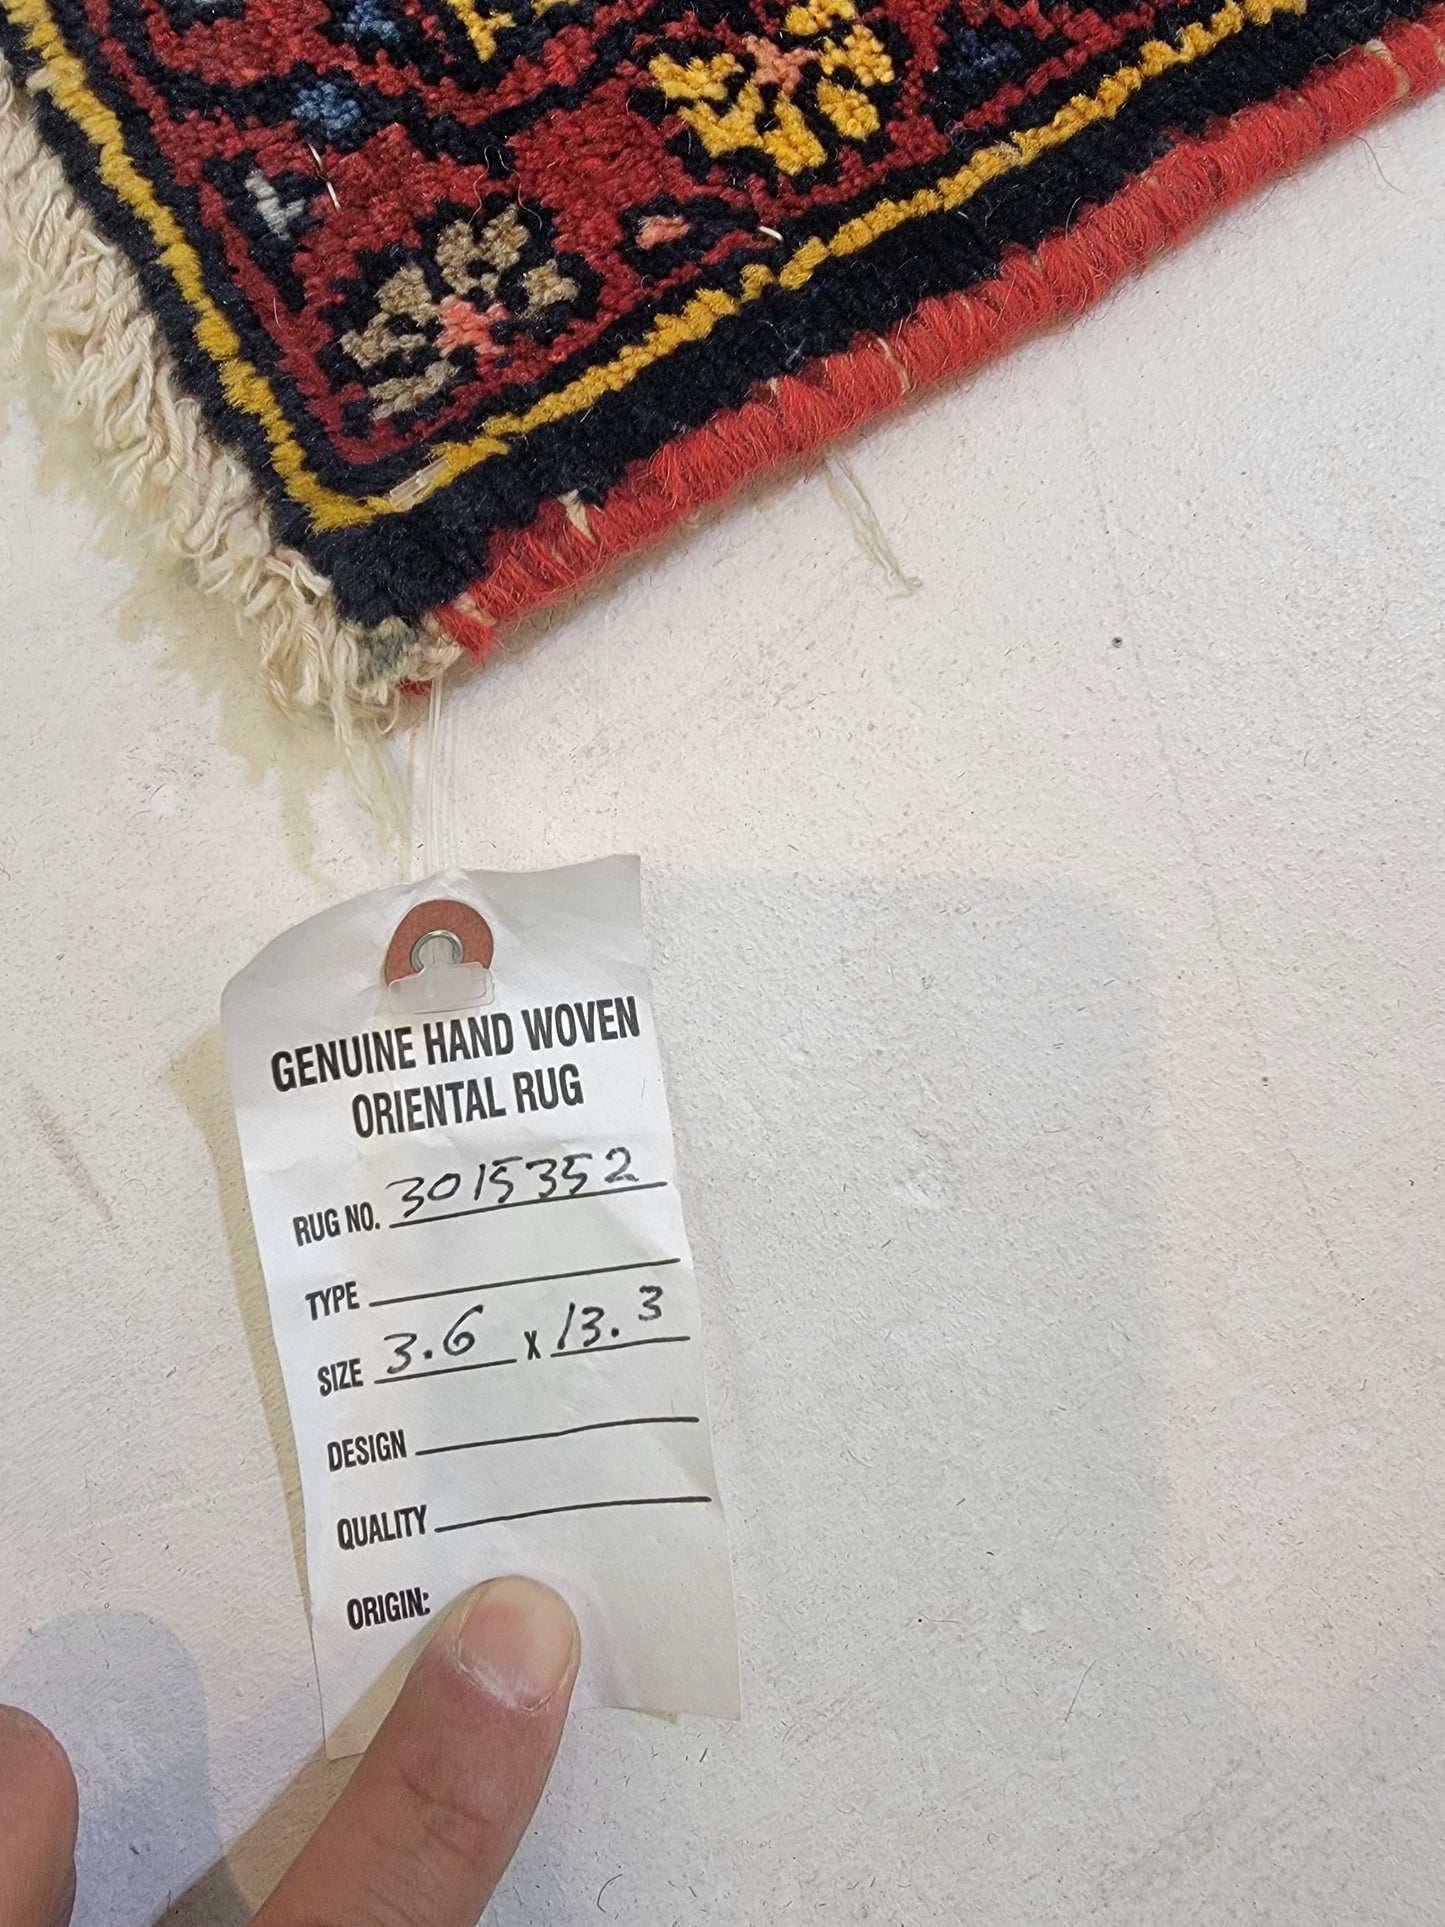 GENUINE HAND WOVEN
ORIENTAL RUG
RUG NO. 3015352
TYPE
SIZE 3.6 x 13.3
DESIGN
QUALITY
ORIGIN: